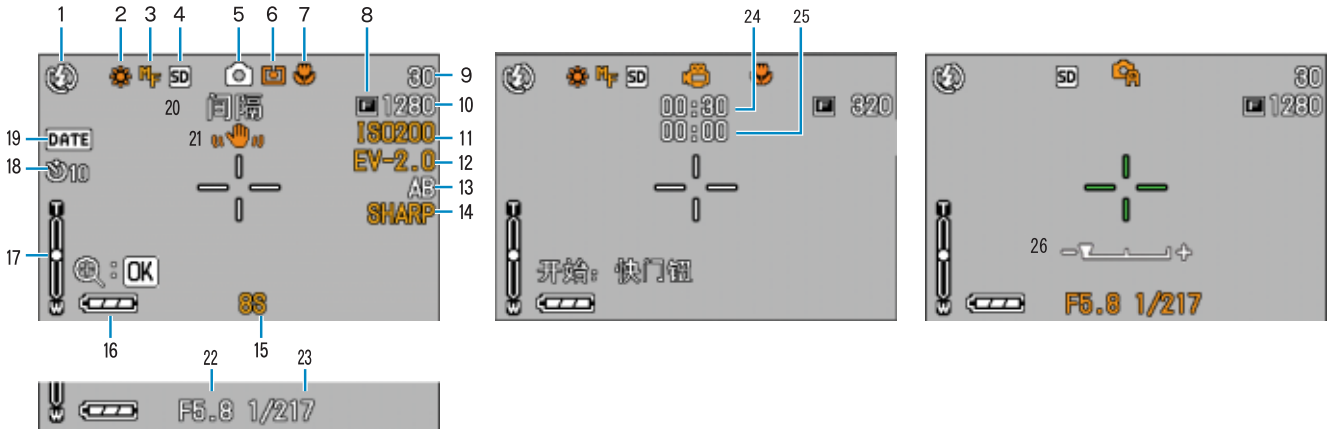 1 2 3 4 5 6 7 8
MF SD 30 9
20 间隔 F 1280 10
19 DATE 21 ISO200 11
EV-2.0 12
18 10 AB 13
SHARP 14
17
: OK
8S
16 15
22 23
W F5.8 1/217
24 25
MF SD
00:30 F 320
00:00
T
开始：快门钮
W
SD A 30
F 1280
T
26 - +
W F5.8 1/217